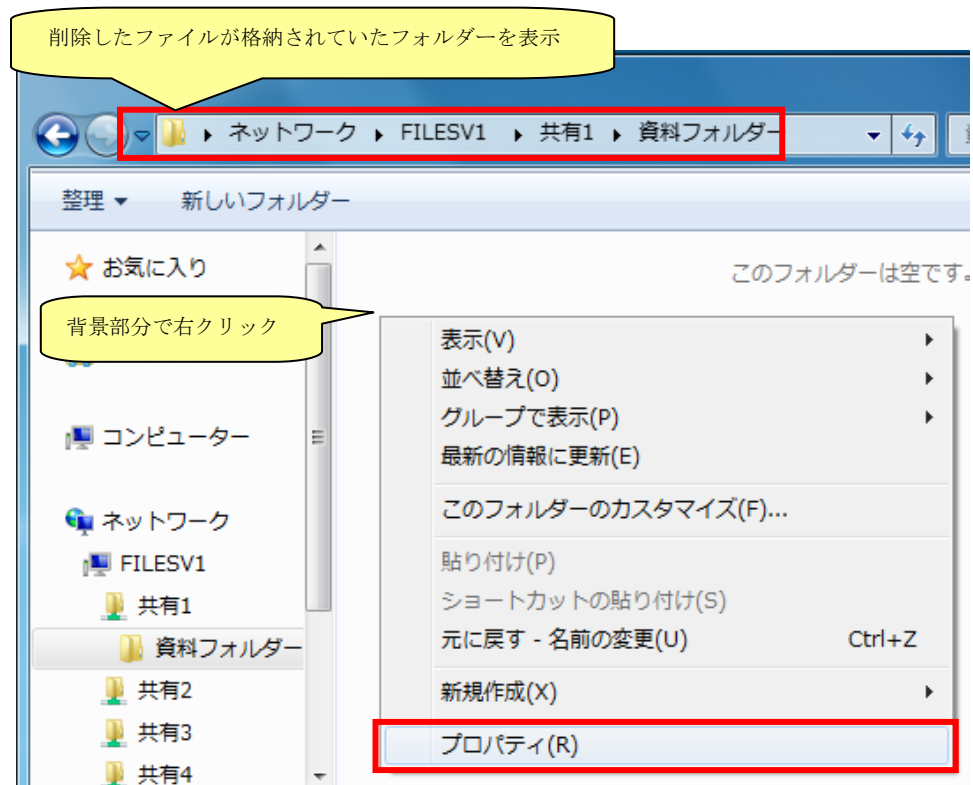 削除したファイルが格納されていたフォルダーを表示
ネットワーク FILESV1 共有1 資料フォルダー
整理 新しいフォルダー
お気に入り
このフォルダーは空です。
背景部分で右クリック
表示(V)
並べ替え(O)
グループで表示(P)
最新の情報に更新(E)
このフォルダーのカスタマイズ(F)...
貼り付け(P)
ショートカットの貼り付け(S)
元に戻す - 名前の変更(U) Ctrl+Z
新規作成(X)
プロパティ(R)
コンピューター
ネットワーク
FILESV1
共有1
資料フォルダー
共有2
共有3
共有4